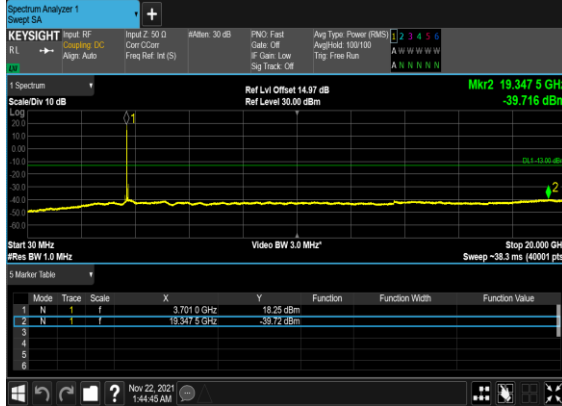 Spectrum Analyzer 1
Swept SA
+
KEYSIGHT Input: RF Input Z: 50 Ω #Atten: 30 dB PNO: Fast Avg Type: Power (RMS) 1 2 3 4 5 6
RL Coupling: DC Corr CCorr Gate: Off Avg|Hold: 100/100 A W W W W W
Align: Auto Freq Ref: Int (S) IF Gain: Low Trig: Free Run
Sig Track: Off A N N N N N
1 Spectrum Ref Lvl Offset 14.97 dB Mkr2 19.347 5 GHz
Scale/Div 10 dB Ref Level 30.00 dBm -39.716 dBm
Log
20.0
10.0
0.00
-10.0
-20.0
-30.0
-40.0
-50.0
-60.0
1
DL1 -13.00 dBm
2
Start 30 MHz Video BW 3.0 MHz* Stop 20.000 GHz
#Res BW 1.0 MHz Sweep ~38.3 ms (40001 pts)
5 Marker Table
Mode Trace Scale X Y Function Function Width Function Value
1 N 1 f 3.701 0 GHz 18.25 dBm
2 N 1 f 19.347 5 GHz -39.72 dBm
3
4
5
6
? Nov 22, 2021
1:44:45 AM